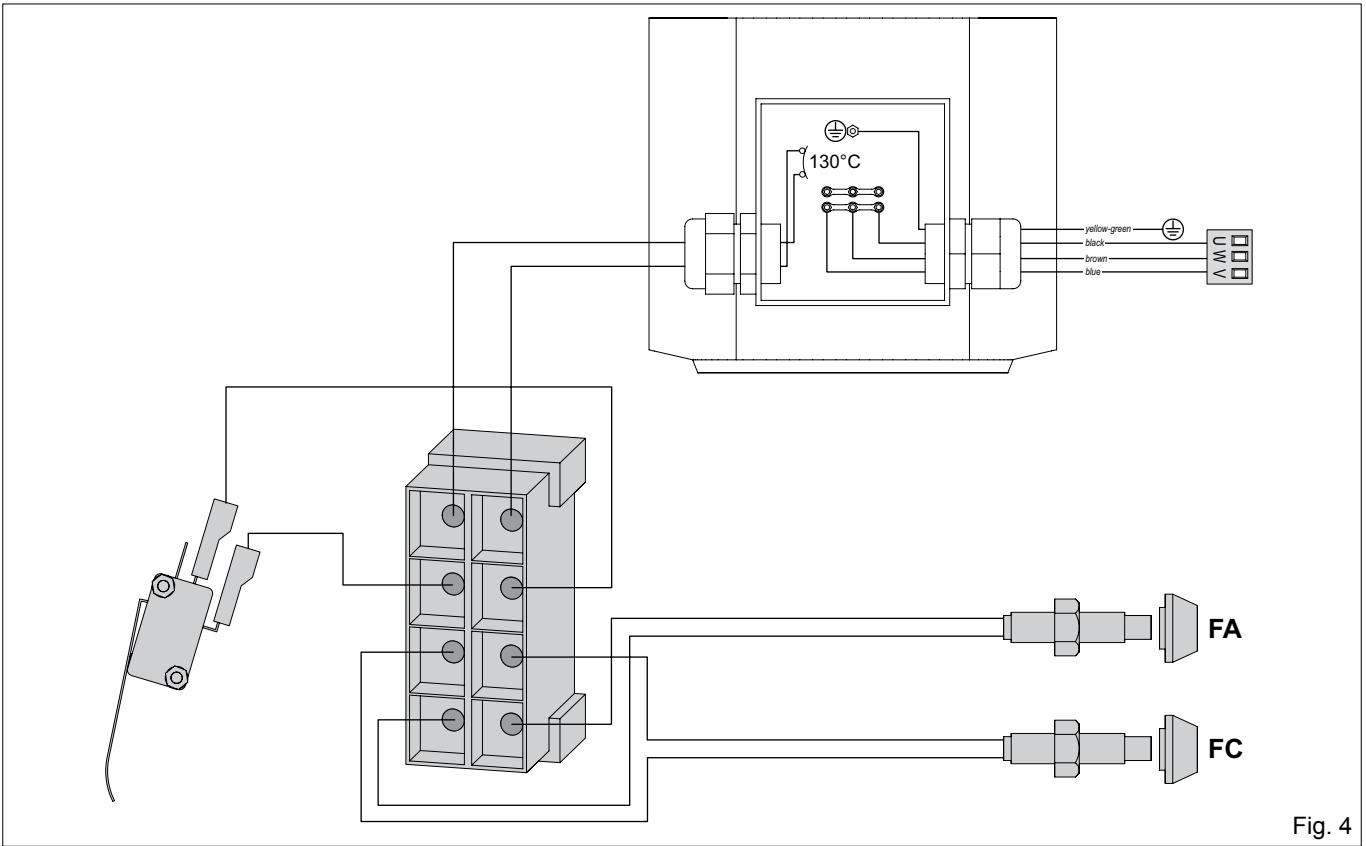 130°C
yellow-green
black
brown
blue
U
W
V
FA
FC
Fig. 4